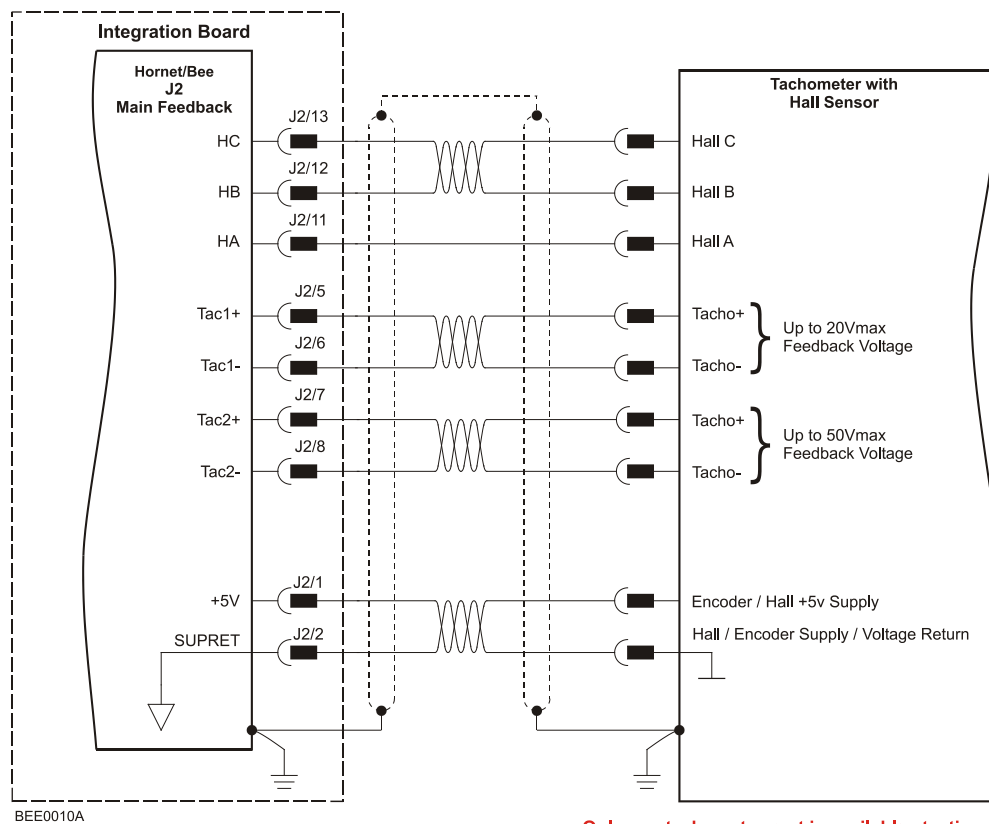 Integration Board
Hornet/Bee
J2
Main Feedback
Tachometer with
Hall Sensor
HC
J2/13
Hall C
HB
J2/12
Hall B
HA
J2/11
Hall A
Tac1+
J2/5
Tacho+
Tac1-
J2/6
Tacho-
Up to 20Vmax
Feedback Voltage
Tac2+
J2/7
Tacho+
Tac2-
J2/8
Tacho-
Up to 50Vmax
Feedback Voltage
+5V
J2/1
Encoder / Hall +5v Supply
SUPRET
J2/2
Hall / Encoder Supply / Voltage Return
BEE0010A